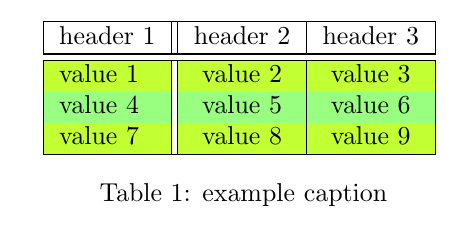 header 1 header 2 header 3
value 1 value 2 value 3
value 4 value 5 value 6
value 7 value 8 value 9
Table 1: example caption